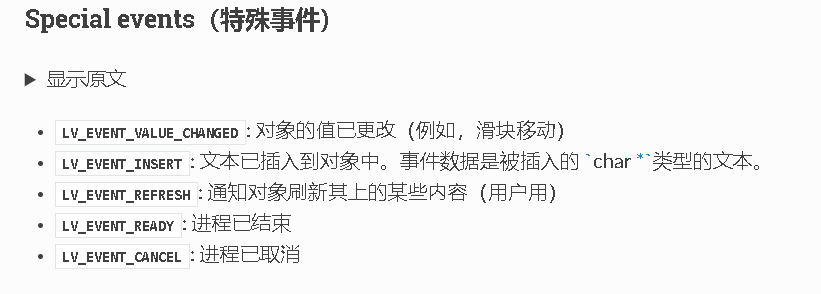 Special events（特殊事件）
▶ 显示原文
• LV_EVENT_VALUE_CHANGED: 对象的值已更改（例如，滑块移动）
• LV_EVENT_INSERT: 文本已插入到对象中。事件数据是被插入的 `char *`类型的文本。
• LV_EVENT_REFRESH: 通知对象刷新其上的某些内容（用户用）
• LV_EVENT_READY: 进程已结束
• LV_EVENT_CANCEL: 进程已取消